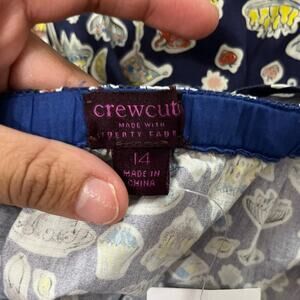 crewcuts
MADE WITH
LIBERTY FABRIC
14
MADE IN
CHINA